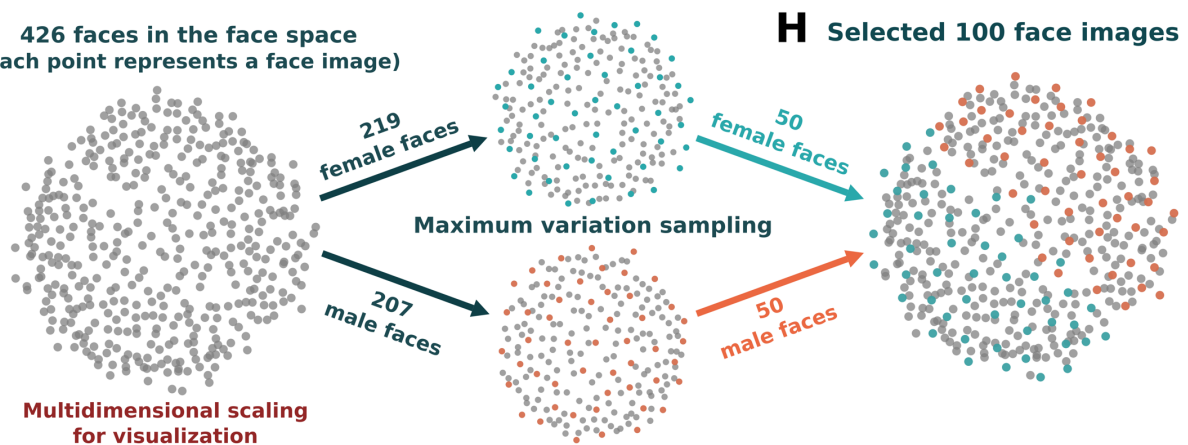 426 faces in the face space
ach point represents a face image)
219
female faces
207
male faces
Multidimensional scaling
for visualization
Maximum variation sampling
50
female faces
50
male faces
H Selected 100 face images